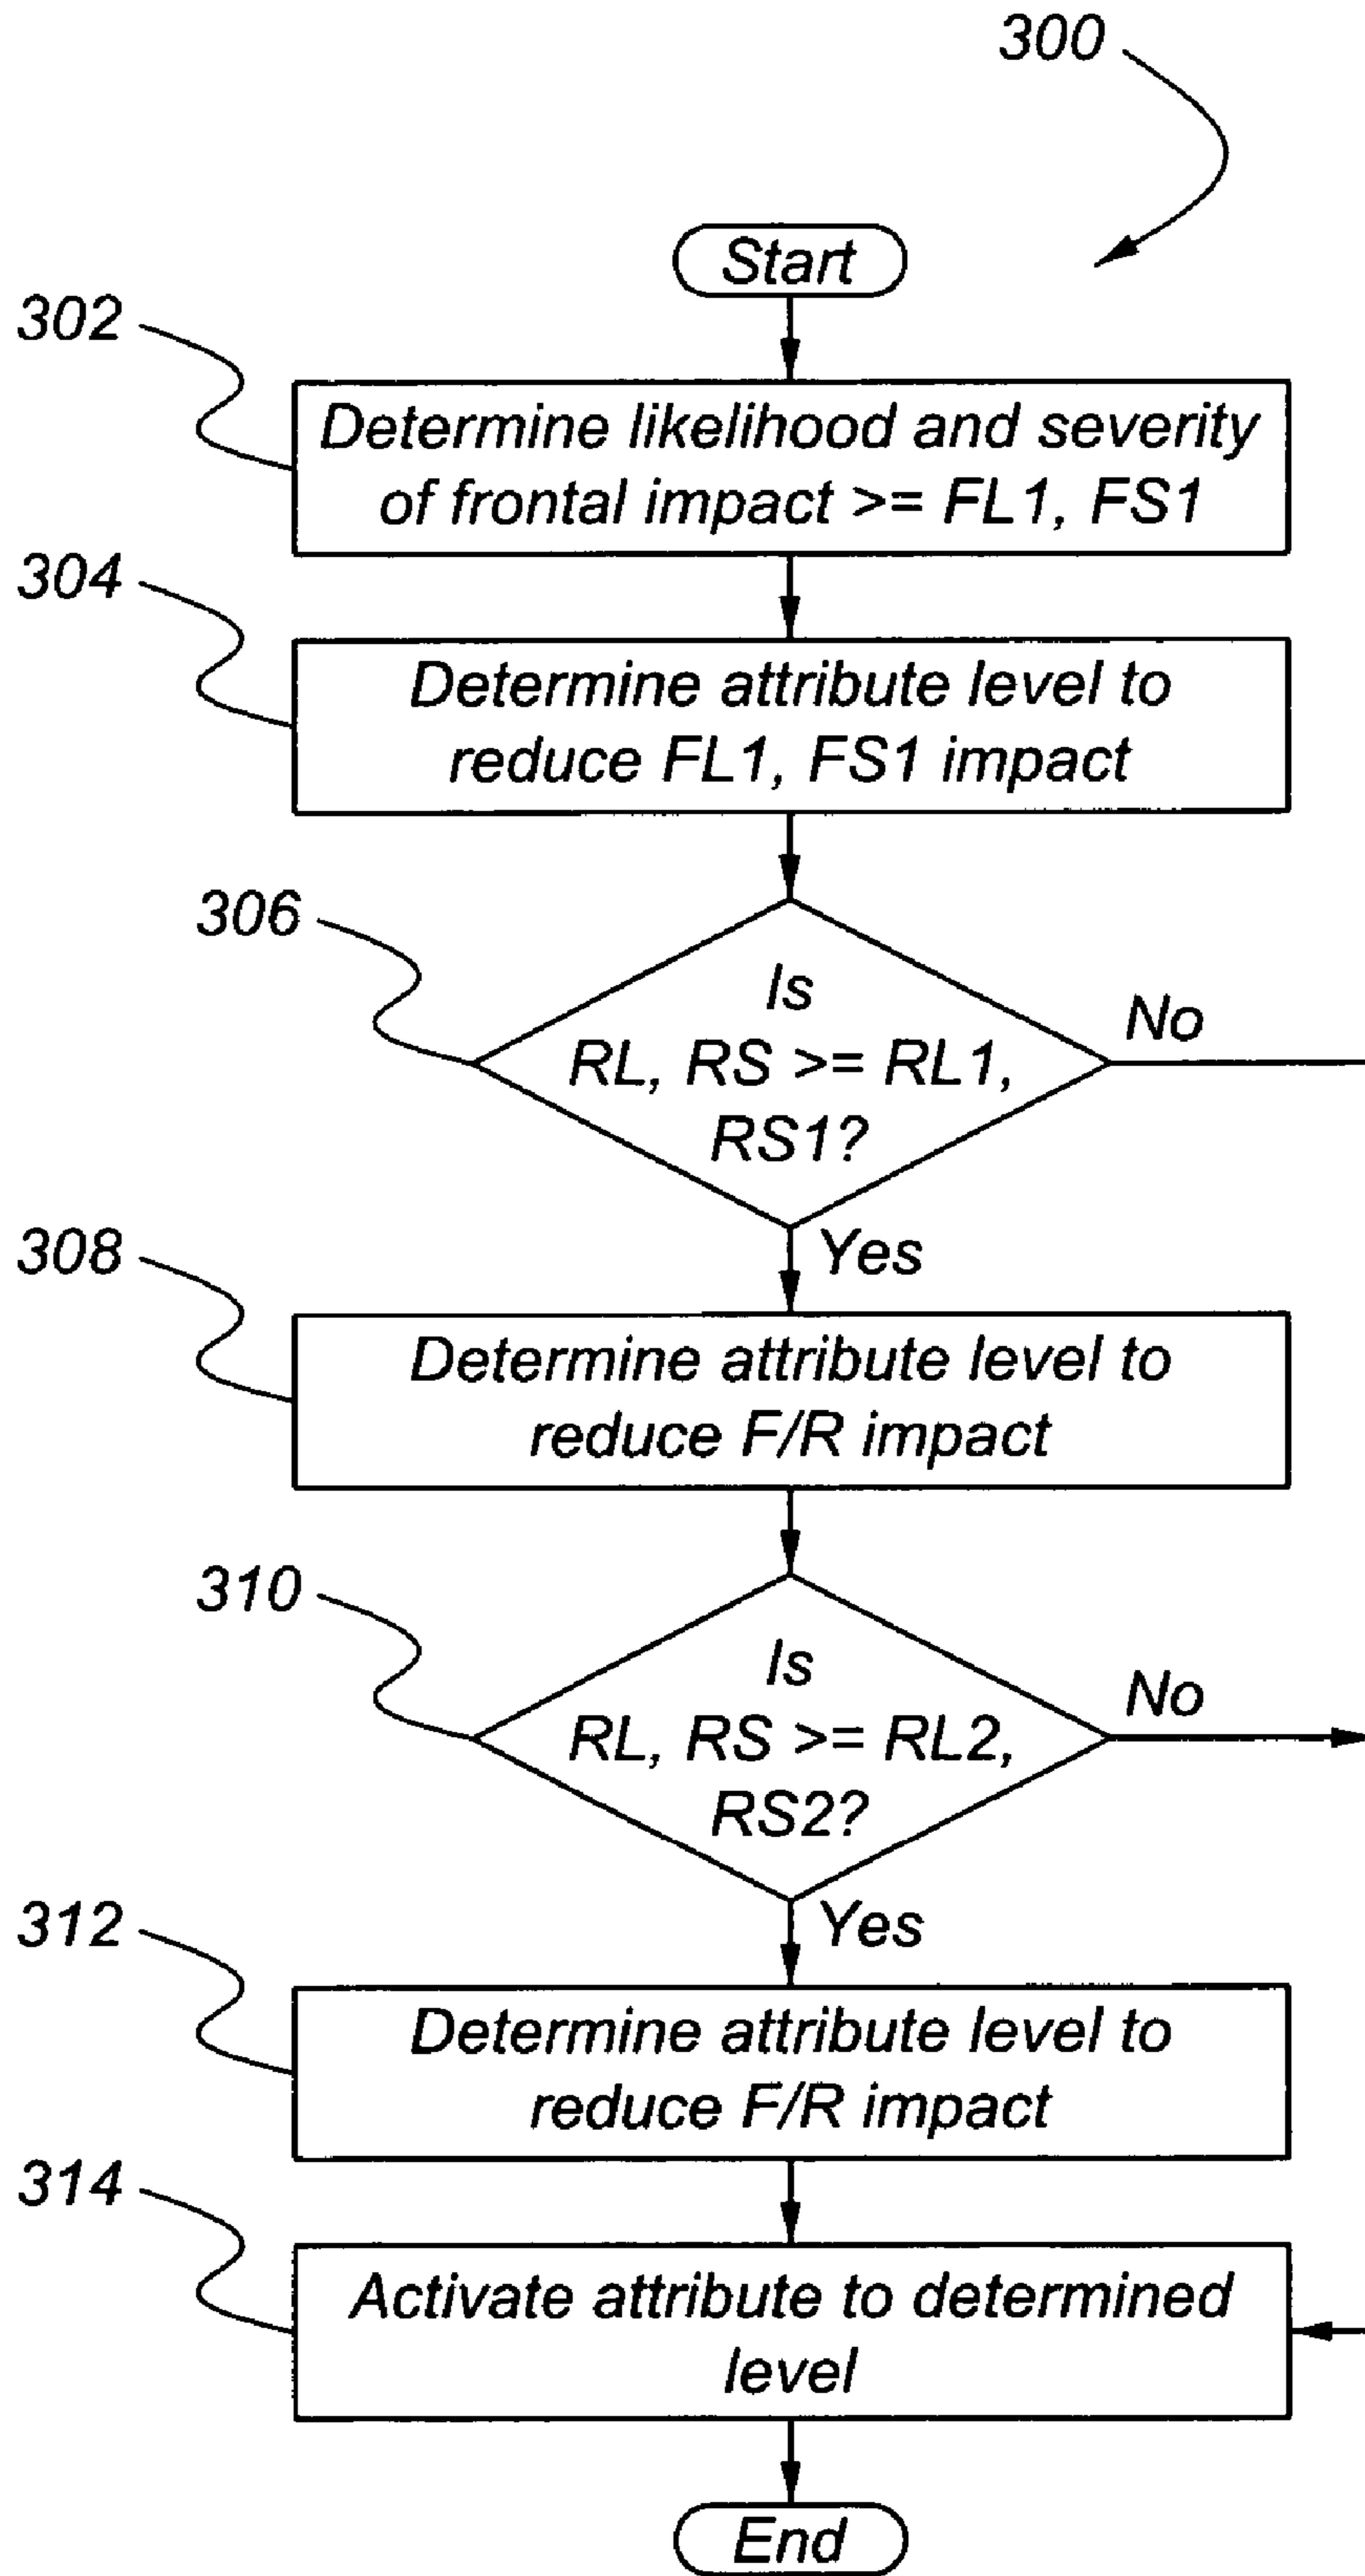 300
Start
302
Determine likelihood and severity
of frontal impact >= FL1, FS1
304
Determine attribute level to
reduce FL1, FS1 impact
306
Is
RL, RS >= RL1,
RS1?
No
Yes
308
Determine attribute level to
reduce F/R impact
310
Is
RL, RS >= RL2,
RS2?
No
Yes
312
Determine attribute level to
reduce F/R impact
314
Activate attribute to determined
level
End